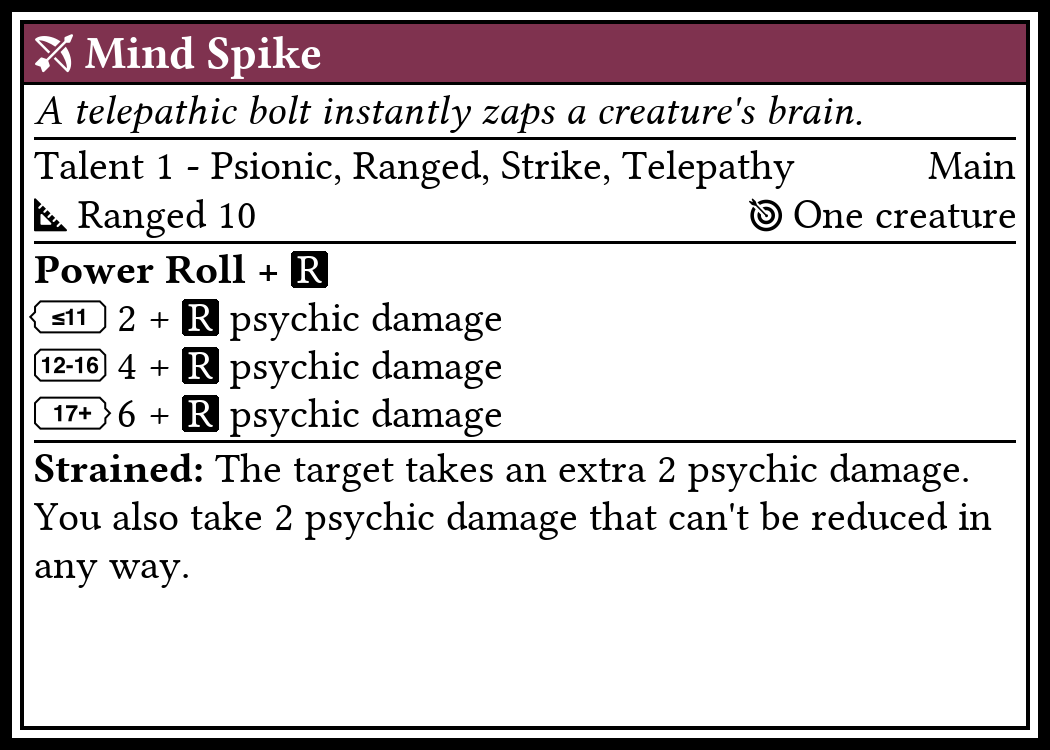 Mind Spike
A telepathic bolt instantly zaps a creature's brain.
Talent 1 - Psionic, Ranged, Strike, Telepathy Main
Ranged 10 One creature
Power Roll + R
≤11 2 + R psychic damage
12-16 4 + R psychic damage
17+ 6 + R psychic damage
Strained: The target takes an extra 2 psychic damage.
You also take 2 psychic damage that can't be reduced in
any way.